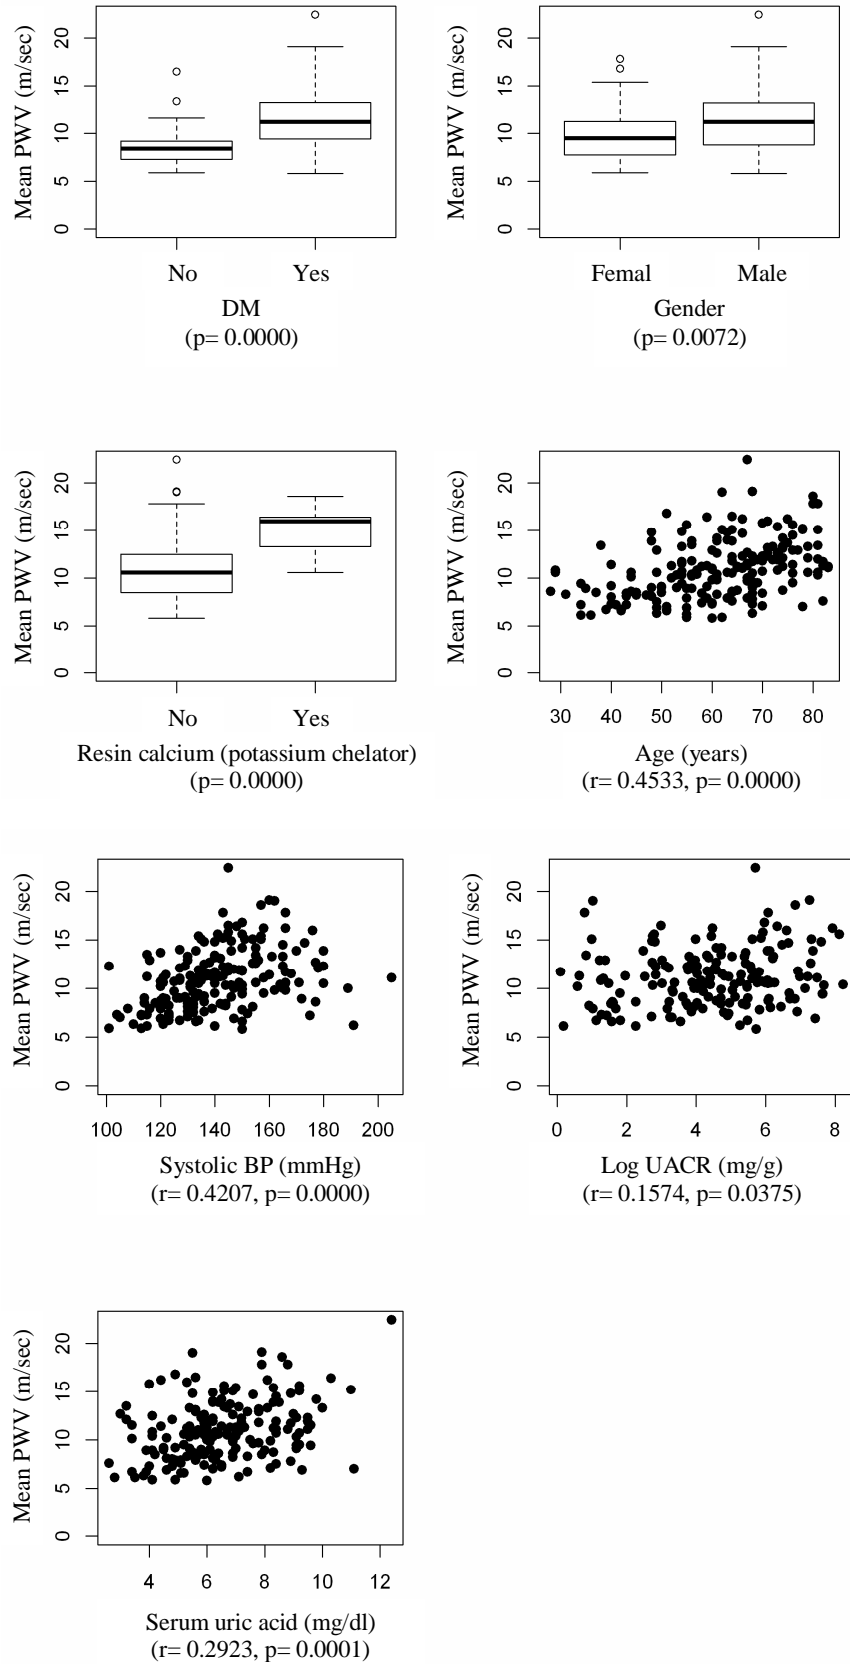 Mean PWV (m/sec)
0 5 10 15 20
No Yes
DM
(p= 0.0000)
Mean PWV (m/sec)
0 5 10 15 20
Femal Male
Gender
(p= 0.0072)
Mean PWV (m/sec)
0 5 10 15 20
No Yes
Resin calcium (potassium chelator)
(p= 0.0000)
Mean PWV (m/sec)
0 5 10 15 20
30 40 50 60 70 80
Age (years)
(r= 0.4533, p= 0.0000)
Mean PWV (m/sec)
0 5 10 15 20
100 120 140 160 180 200
Systolic BP (mmHg)
(r= 0.4207, p= 0.0000)
Mean PWV (m/sec)
0 5 10 15 20
0 2 4 6 8
Log UACR (mg/g)
(r= 0.1574, p= 0.0375)
Mean PWV (m/sec)
0 5 10 15 20
4 6 8 10 12
Serum uric acid (mg/dl)
(r= 0.2923, p= 0.0001)